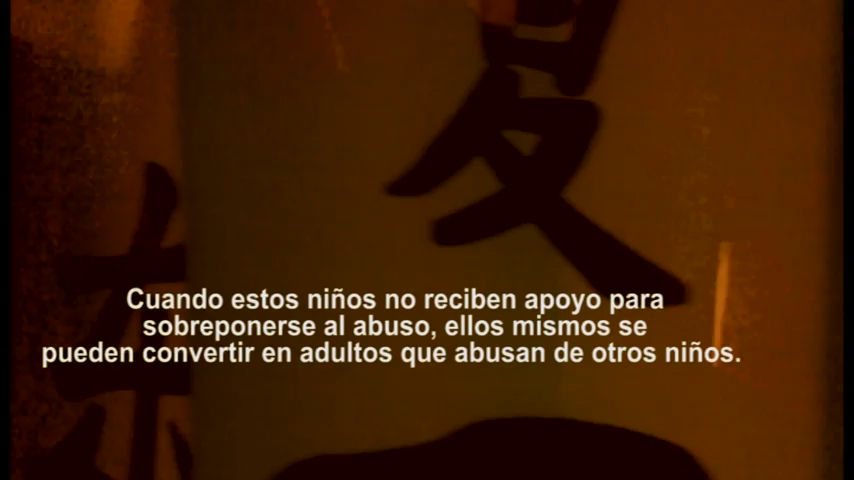 Cuando estos niños no reciben apoyo para
sobreponerse al abuso, ellos mismos se
pueden convertir en adultos que abusan de otros niños.